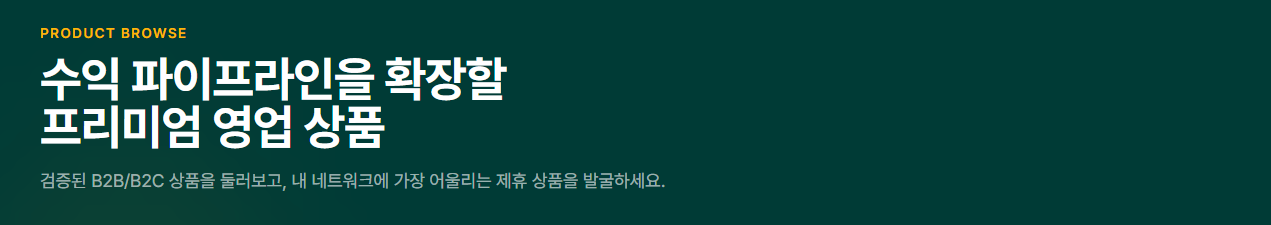 PRODUCT BROWSE
수익 파이프라인을 확장할
프리미엄 영업 상품
검증된 B2B/B2C 상품을 둘러보고, 내 네트워크에 가장 어울리는 제휴 상품을 발굴하세요.